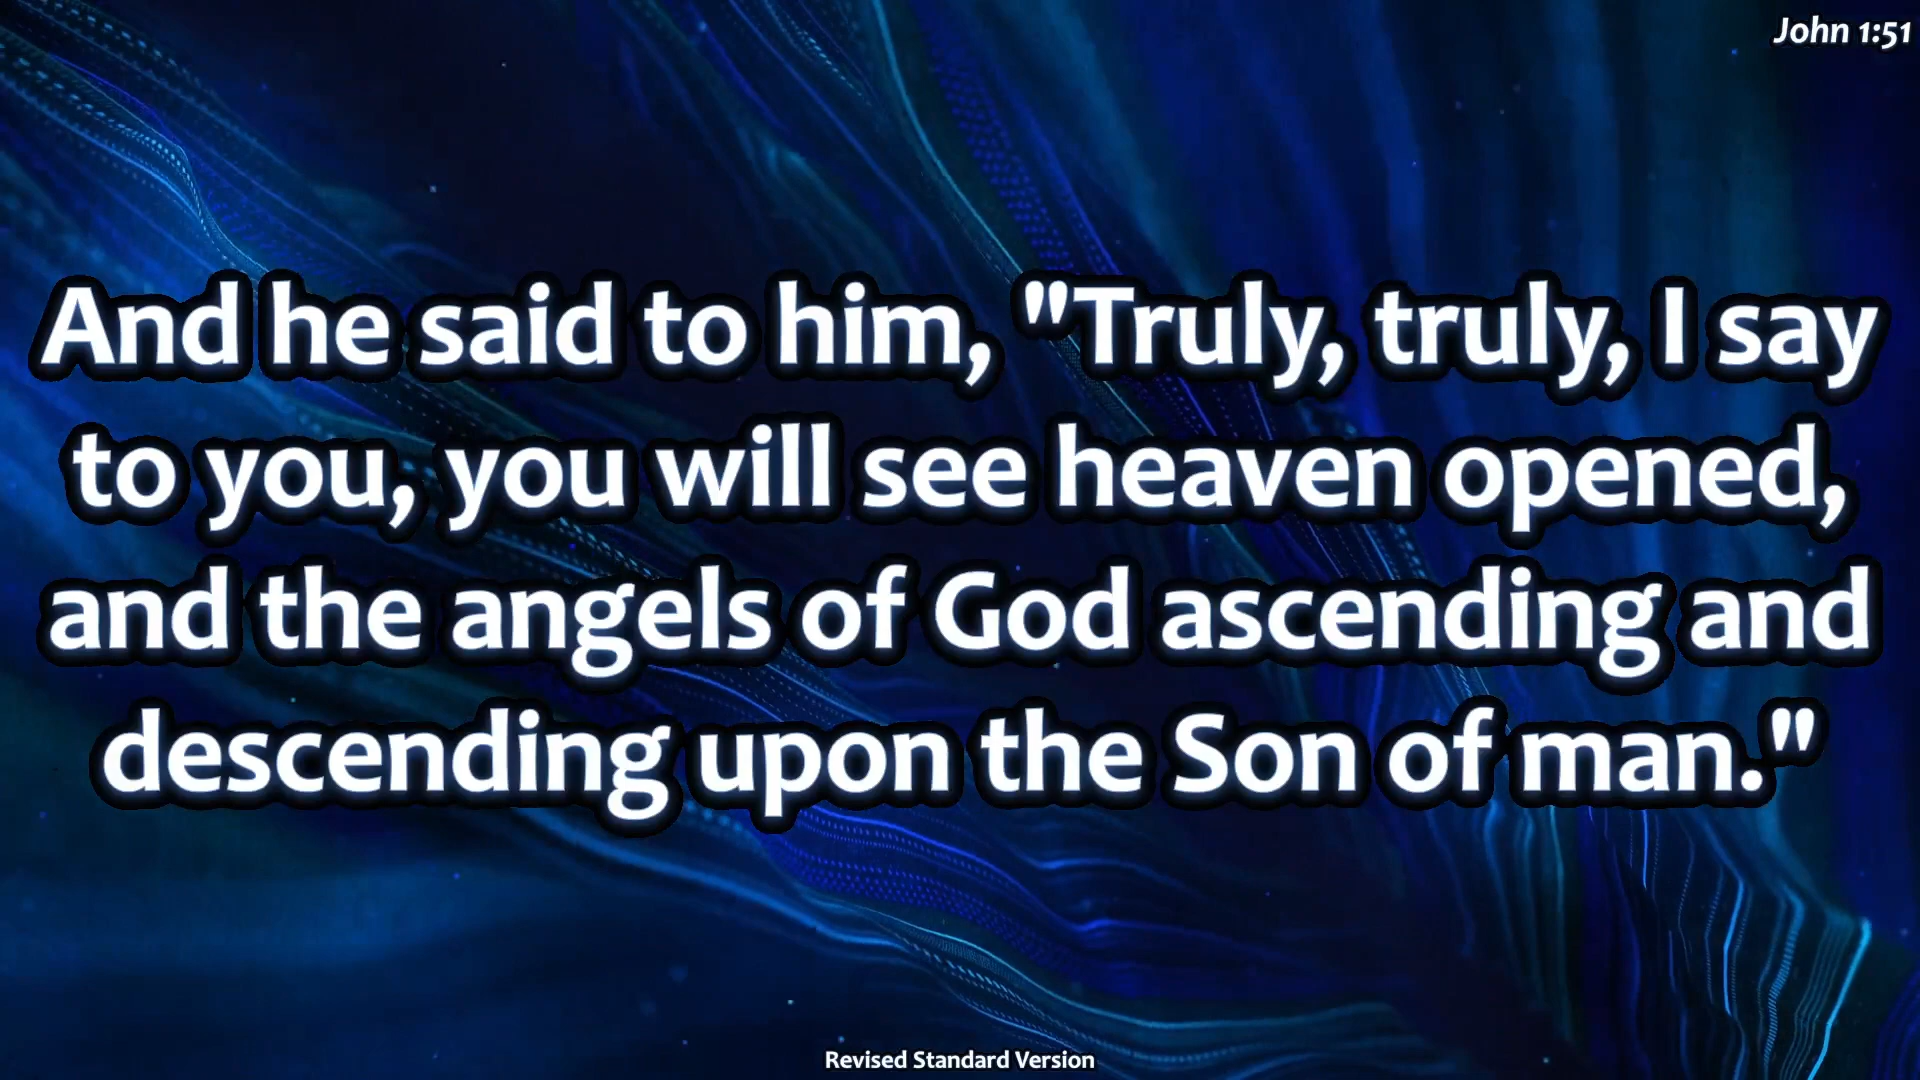 John 1:51
And he said to him, "Truly, truly, I say
to you, you will see heaven opened,
and the angels of God ascending and
descending upon the Son of man."
Revised Standard Version